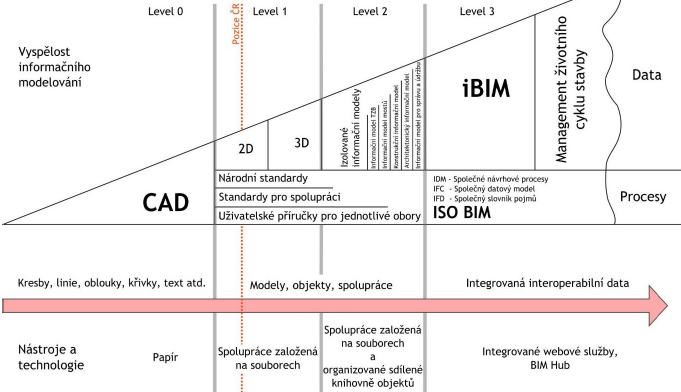 Level 0
Level 1
Level 2
Level 3
Pozice ČR
Vyspělost
informačního
modelování
CAD
2D
3D
Izolované
informační modely
Informační model TZB
Informační model mostů
Konstrukční informační model
Architektonický informační model
Informační model pro správu a údržbu
iBIM
Management životního
cyklu stavby
Data
Národní standardy
Standardy pro spolupráci
Uživatelské příručky pro jednotlivé obory
IDM - Společné návrhové procesy
IFC - Společný datový model
IFD - Společný slovník pojmů
ISO BIM
Procesy
Kresby, linie, oblouky, křivky, text atd.
Modely, objekty, spolupráce
Integrovaná interoperabilní data
Nástroje a
technologie
Papír
Spolupráce založená
na souborech
Spolupráce založená
na souborech
a
organizované sdílené
knihovně objektů
Integrované webové služby,
BIM Hub